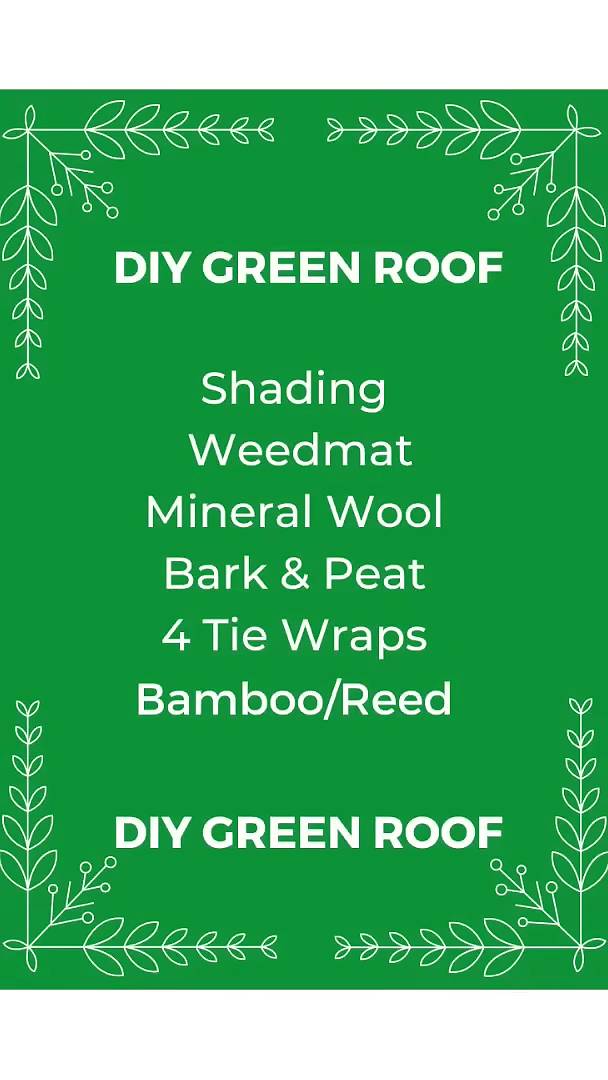 DIY GREEN ROOF
Shading
Weedmat
Mineral Wool
Bark & Peat
4 Tie Wraps
Bamboo/Reed
DIY GREEN ROOF